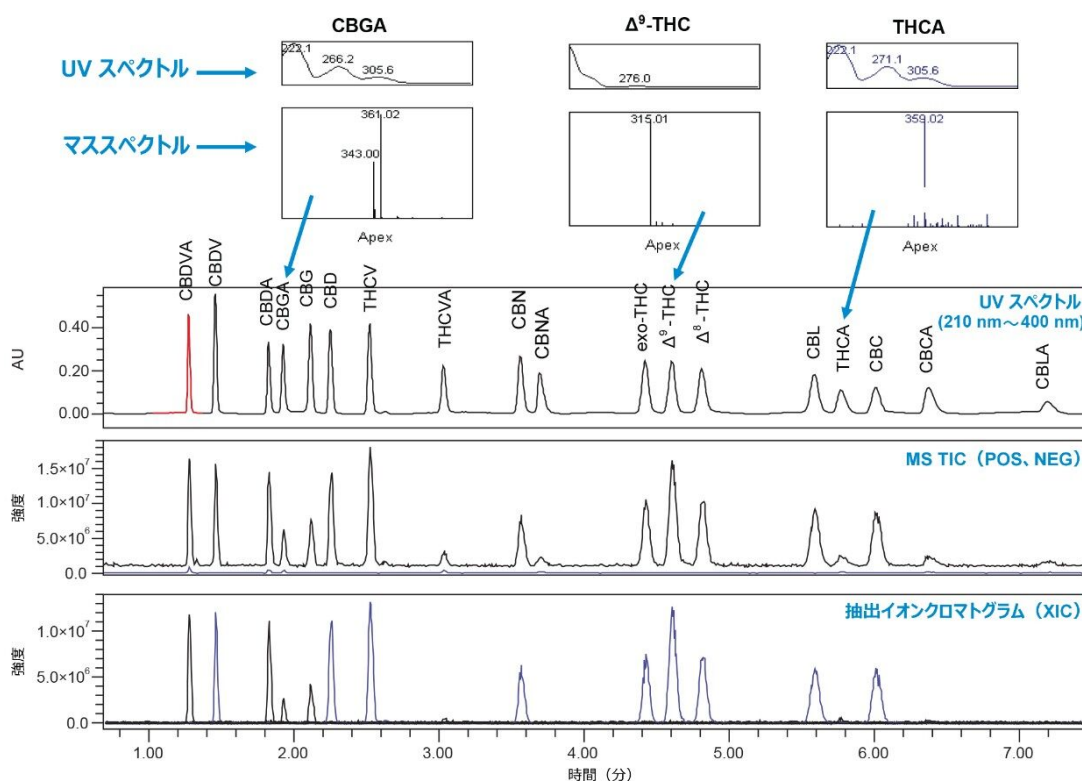 CBGA
Δ⁹-THC
THCA
UV スペクトル
222.1
266.2
305.6
276.0
222.1
271.1
305.6
マススペクトル
361.02
343.00
315.01
359.02
Apex
Apex
Apex
CBDVA
CBDV
CBDA
CBGA
CBG
CBD
THCV
THCVA
CBN
CBNA
exo-THC
Δ⁹-THC
Δ⁸-THC
CBL
THCA
CBC
CBCA
CBLA
UV スペクトル
(210 nm～400 nm)
AU
0.40
0.20
0.00
MS TIC（POS、NEG）
強度
1.5×10⁷
1.0×10⁷
5.0×10⁶
0.0
抽出イオンクロマトグラム（XIC）
強度
1.0×10⁷
5.0×10⁶
0.0
1.00 2.00 3.00 4.00 5.00 6.00 7.00
時間（分）